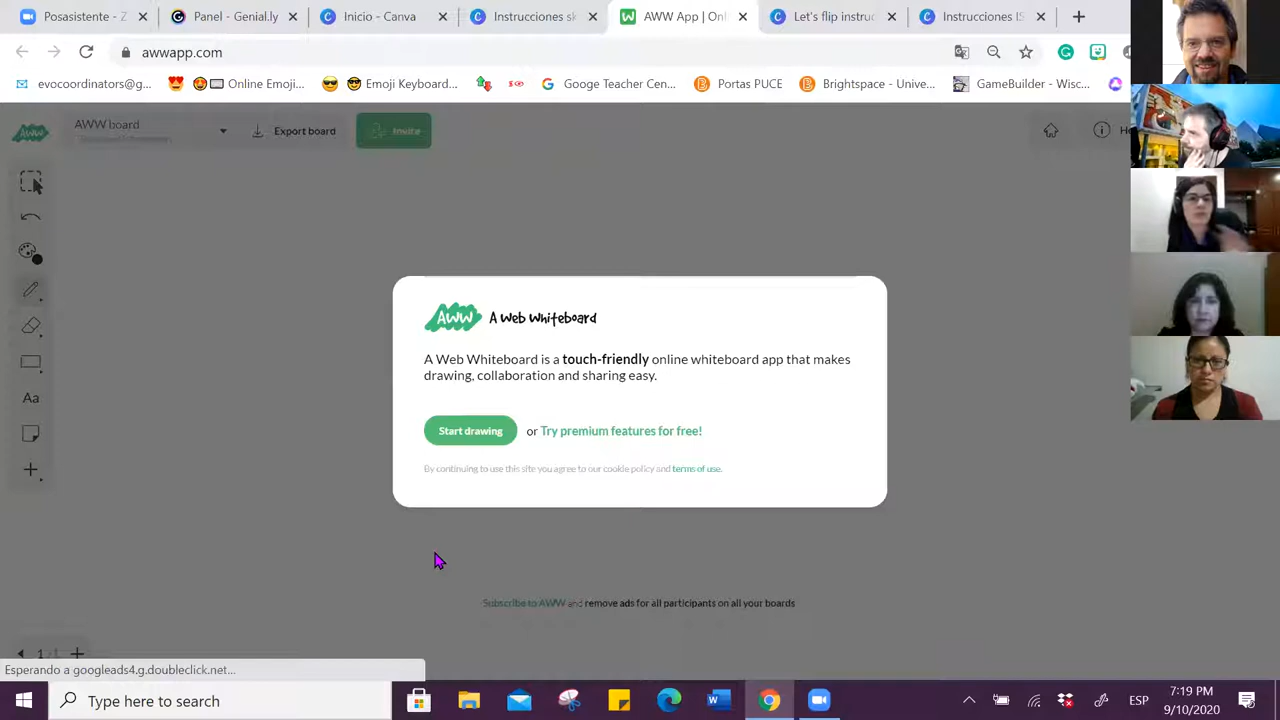 Posasistente - Z
Panel - Genial.ly
Inicio - Canva
Instrucciones sl
AWW App | Onl
Let's flip instruc
Instrucciones [S
awwapp.com
evocoordinators@g...
Online Emoji...
Emoji Keyboard...
Googe Teacher Cen...
Portas PUCE
Brightspace - Unive...
GameBuilder - Wisc...
AWW
AWW board
Export board
Invite
Aa
AWW A Web Whiteboard
A Web Whiteboard is a touch-friendly online whiteboard app that makes
drawing, collaboration and sharing easy.
Start drawing or Try premium features for free!
By continuing to use this site you agree to our cookie policy and terms of use.
Subscribe to AWW and remove ads for all participants on all your boards
1
Esperando a googleads4.g.doubleclick.net...
Type here to search
ESP
7:19 PM
9/10/2020